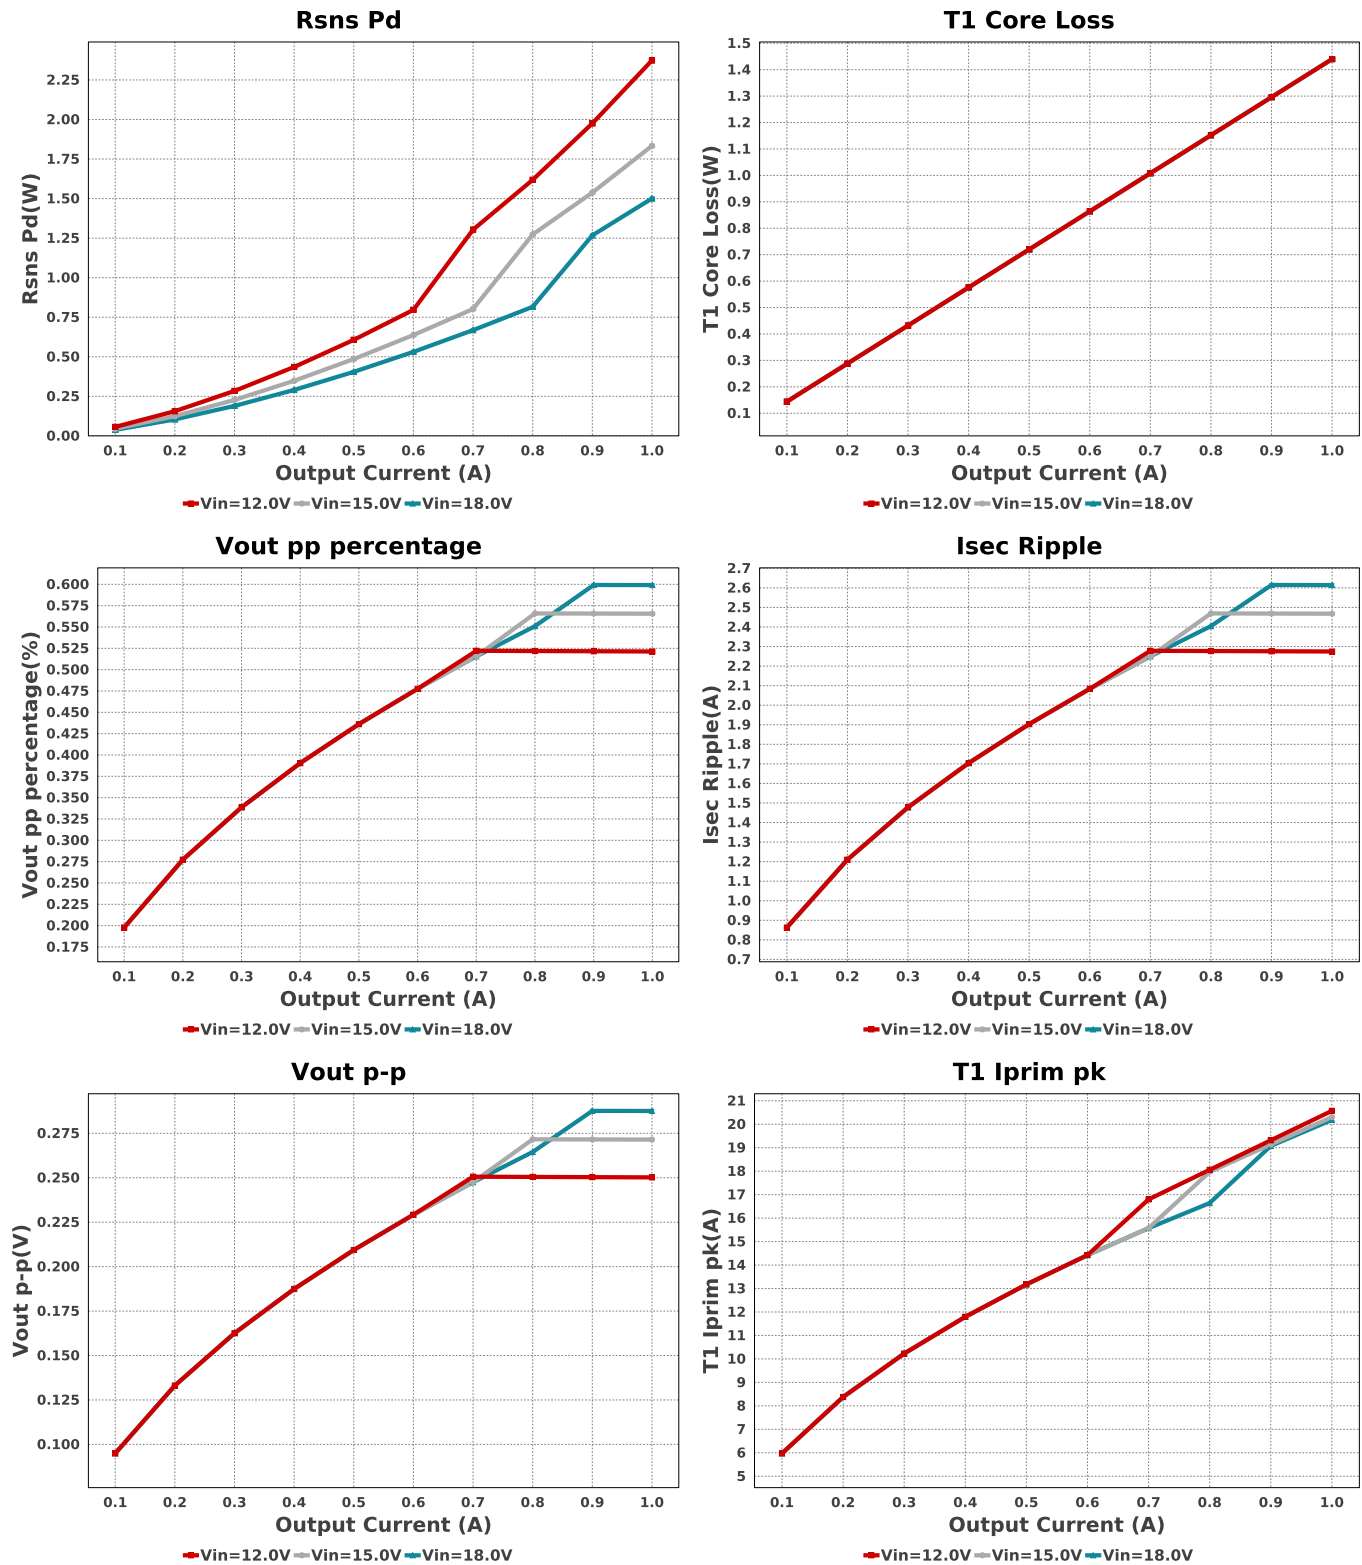 Rsns Pd
Rsns Pd(W)
2.25
2.00
1.75
1.50
1.25
1.00
0.75
0.50
0.25
0.00
0.1 0.2 0.3 0.4 0.5 0.6 0.7 0.8 0.9 1.0
Output Current (A)
Vin=12.0V Vin=15.0V Vin=18.0V
T1 Core Loss
T1 Core Loss(W)
1.5
1.4
1.3
1.2
1.1
1.0
0.9
0.8
0.7
0.6
0.5
0.4
0.3
0.2
0.1
0.1 0.2 0.3 0.4 0.5 0.6 0.7 0.8 0.9 1.0
Output Current (A)
Vin=12.0V Vin=15.0V Vin=18.0V
Vout pp percentage
Vout pp percentage(%)
0.600
0.575
0.550
0.525
0.500
0.475
0.450
0.425
0.400
0.375
0.350
0.325
0.300
0.275
0.250
0.225
0.200
0.175
0.1 0.2 0.3 0.4 0.5 0.6 0.7 0.8 0.9 1.0
Output Current (A)
Vin=12.0V Vin=15.0V Vin=18.0V
Isec Ripple
Isec Ripple(A)
2.7
2.6
2.5
2.4
2.3
2.2
2.1
2.0
1.9
1.8
1.7
1.6
1.5
1.4
1.3
1.2
1.1
1.0
0.9
0.8
0.7
0.1 0.2 0.3 0.4 0.5 0.6 0.7 0.8 0.9 1.0
Output Current (A)
Vin=12.0V Vin=15.0V Vin=18.0V
Vout p-p
Vout p-p(V)
0.275
0.250
0.225
0.200
0.175
0.150
0.125
0.100
0.1 0.2 0.3 0.4 0.5 0.6 0.7 0.8 0.9 1.0
Output Current (A)
Vin=12.0V Vin=15.0V Vin=18.0V
T1 Iprim pk
T1 Iprim pk(A)
21
20
19
18
17
16
15
14
13
12
11
10
9
8
7
6
5
0.1 0.2 0.3 0.4 0.5 0.6 0.7 0.8 0.9 1.0
Output Current (A)
Vin=12.0V Vin=15.0V Vin=18.0V